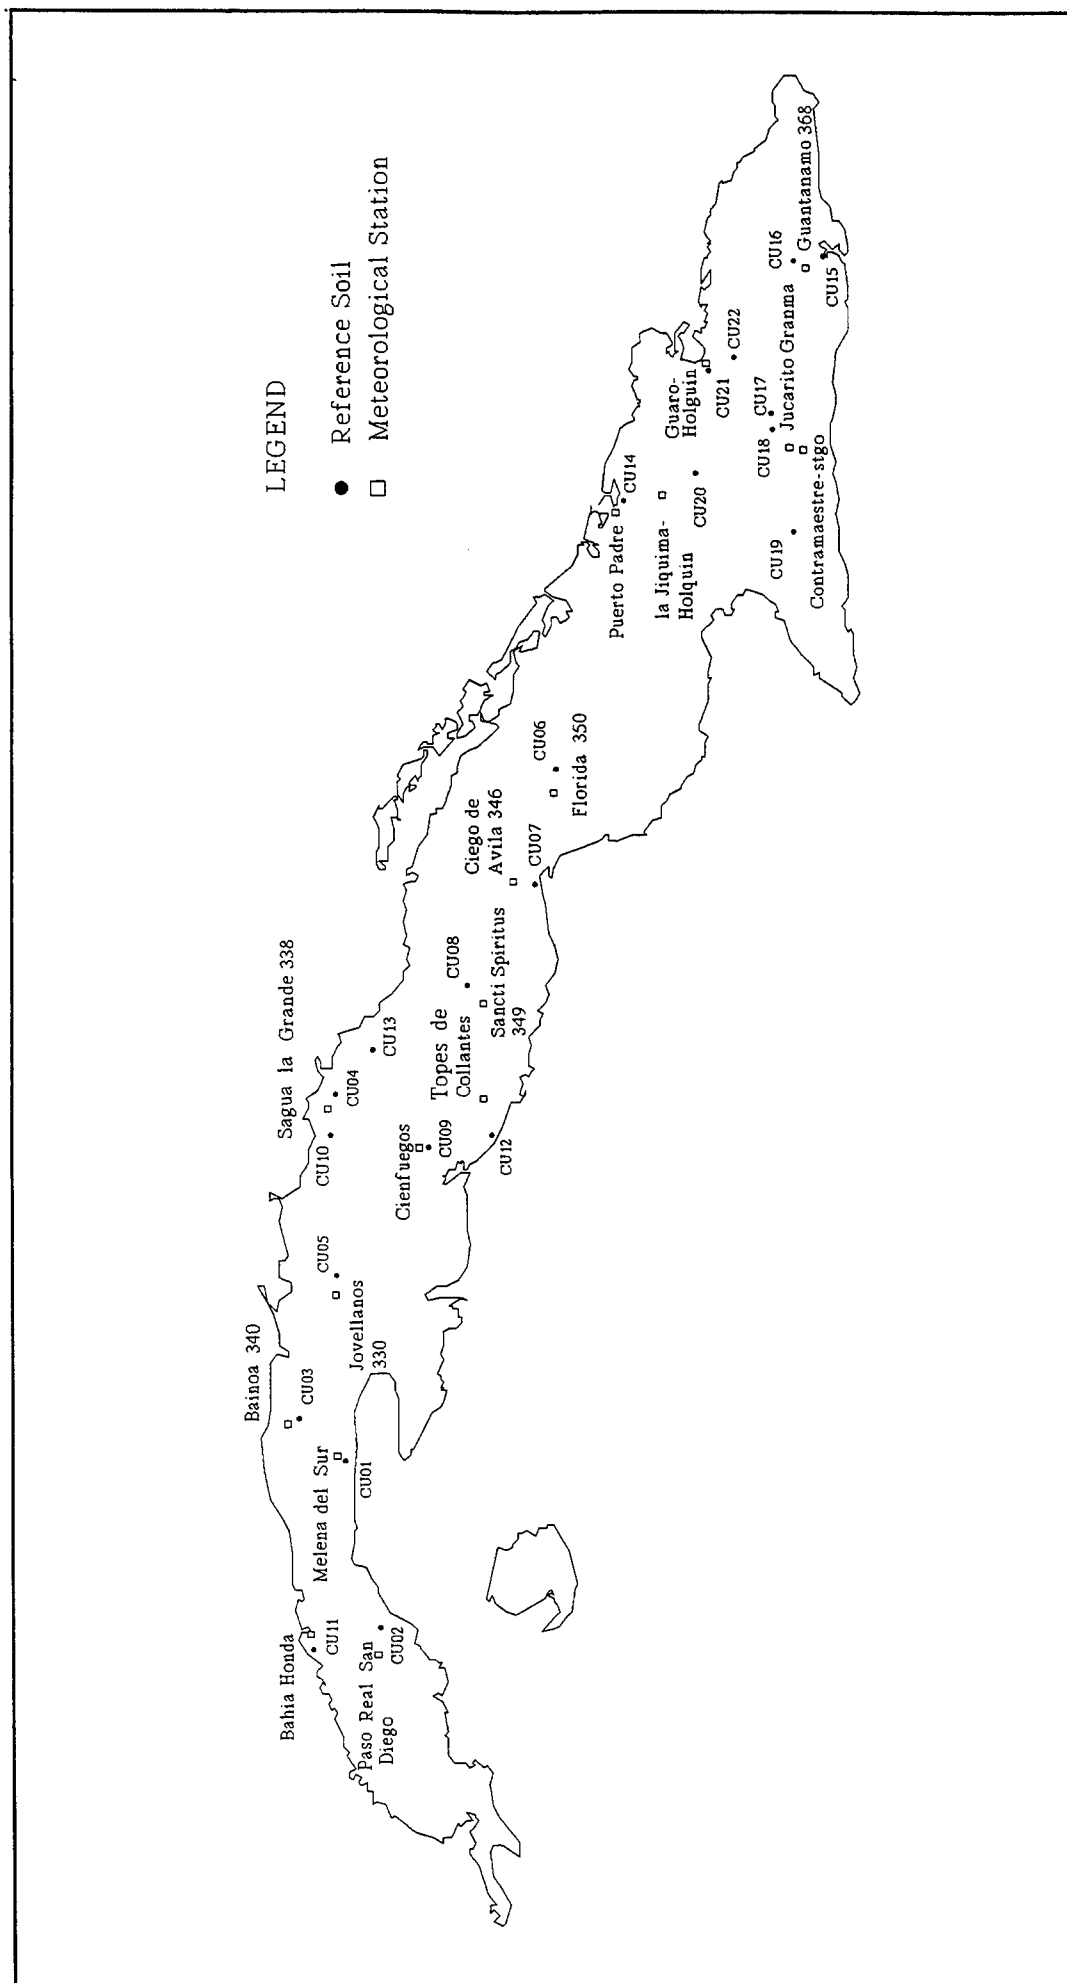 LEGEND
Reference Soil
Meteorological Station
Bahia Honda
CU11
Paso Real San
Diego
CU02
Melena del Sur
CU01
Bainoa 340
CU03
Jovellanos
330
CU05
Sagua la Grande 338
CU10
CU04
CU13
Cienfuegos
CU09
CU12
Topes de
Collantes
CU08
Sancti Spiritus
349
Ciego de
Avila 346
CU07
CU06
Florida 350
Puerto Padre
CU14
la Jiquima-
Holquin
CU20
Guaro-
Holguin
CU21
CU22
CU19
CU18
CU17
Jucarito Granma
Contramaestre-stgo
CU16
Guantanamo 368
CU15